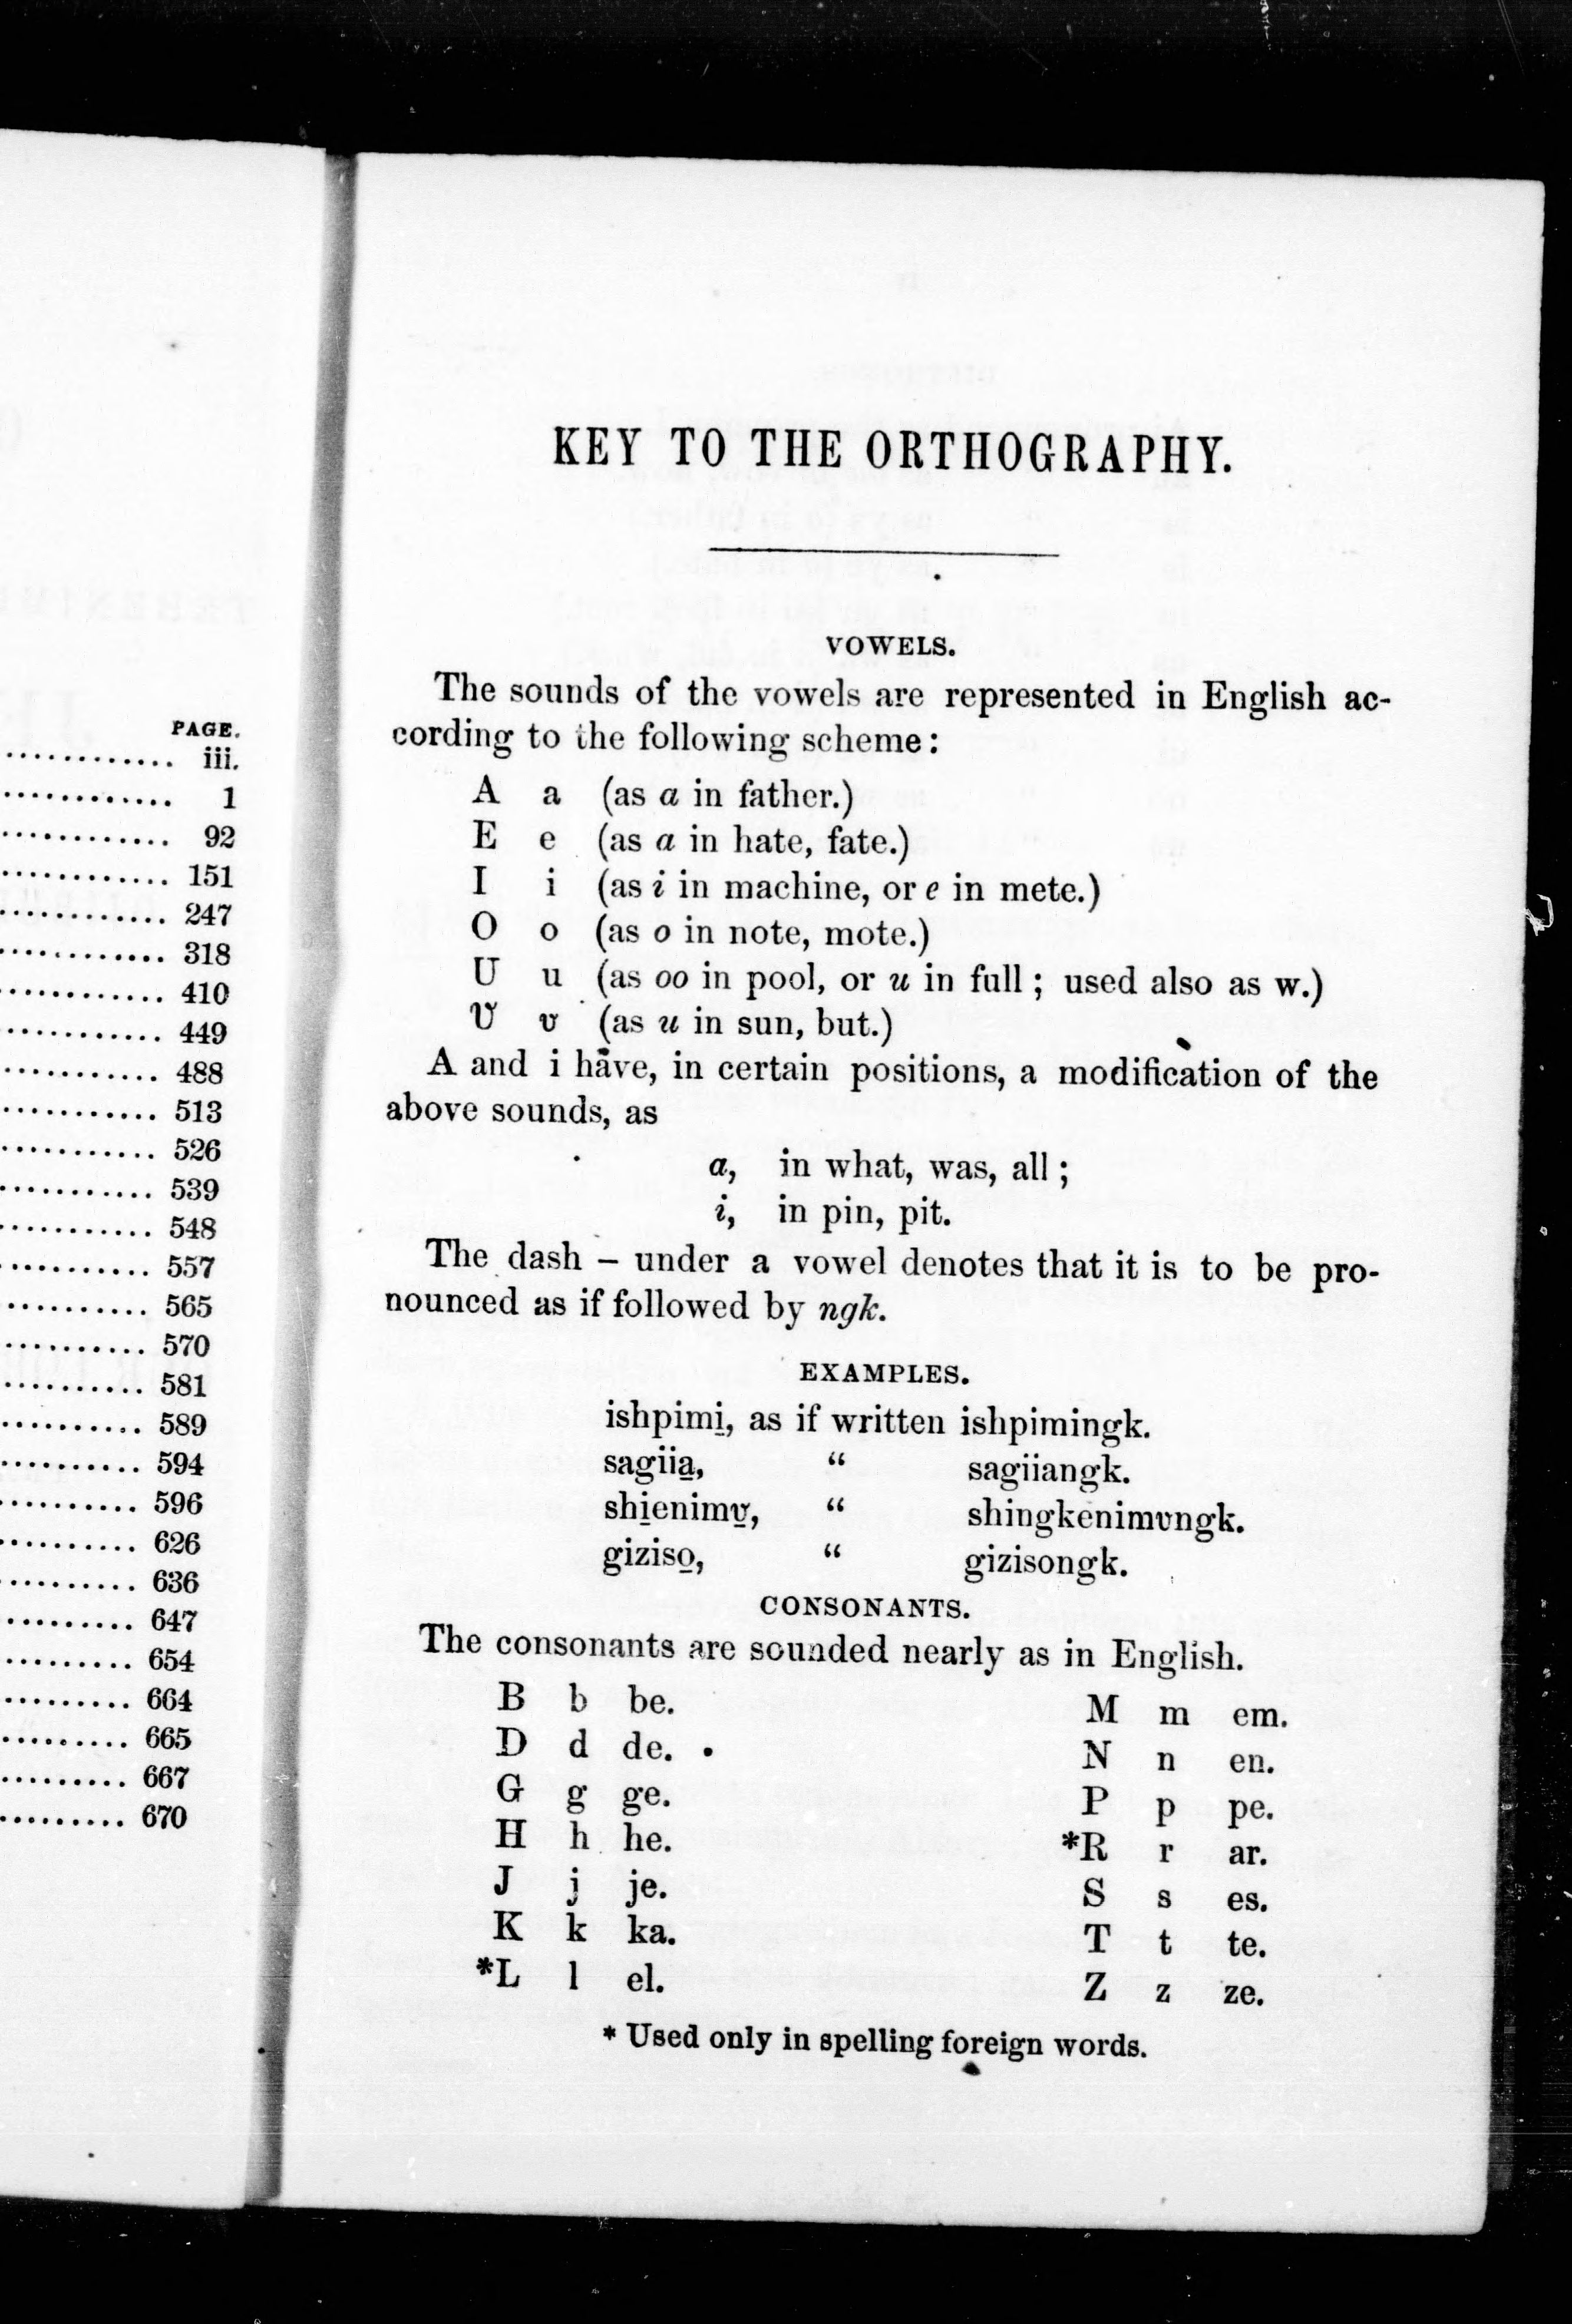 PAGE.
............ iii.
............ 1
............ 92
............ 151
............ 247
............ 318
............ 410
............ 449
........... 488
........... 513
........... 526
........... 539
........... 548
........... 557
.......... 565
.......... 570
.......... 581
.......... 589
.......... 594
.......... 596
.......... 626
.......... 636
......... 647
......... 654
......... 664
......... 665
......... 667
......... 670
KEY TO THE ORTHOGRAPHY.
VOWELS.
The sounds of the vowels are represented in English ac-
cording to the following scheme:
A a (as a in father.)
E e (as a in hate, fate.)
I i (as i in machine, or e in mete.)
O o (as o in note, mote.)
U u (as oo in pool, or u in full; used also as w.)
Ʋ ʋ (as u in sun, but.)
A and i have, in certain positions, a modification of the
above sounds, as
a, in what, was, all;
i, in pin, pit.
The dash – under a vowel denotes that it is to be pro-
nounced as if followed by ngk.
EXAMPLES.
ishpimi̱, as if written ishpimingk.
sagiia̱, “ sagiiangk.
shi̱enimʋ̱, “ shingkenimʋngk.
giziso̱, “ gizisongk.
CONSONANTS.
The consonants are sounded nearly as in English.
B b be. M m em.
D d de. N n en.
G g ge. P p pe.
H h he. *R r ar.
J j je. S s es.
K k ka. T t te.
*L l el. Z z ze.
* Used only in spelling foreign words.